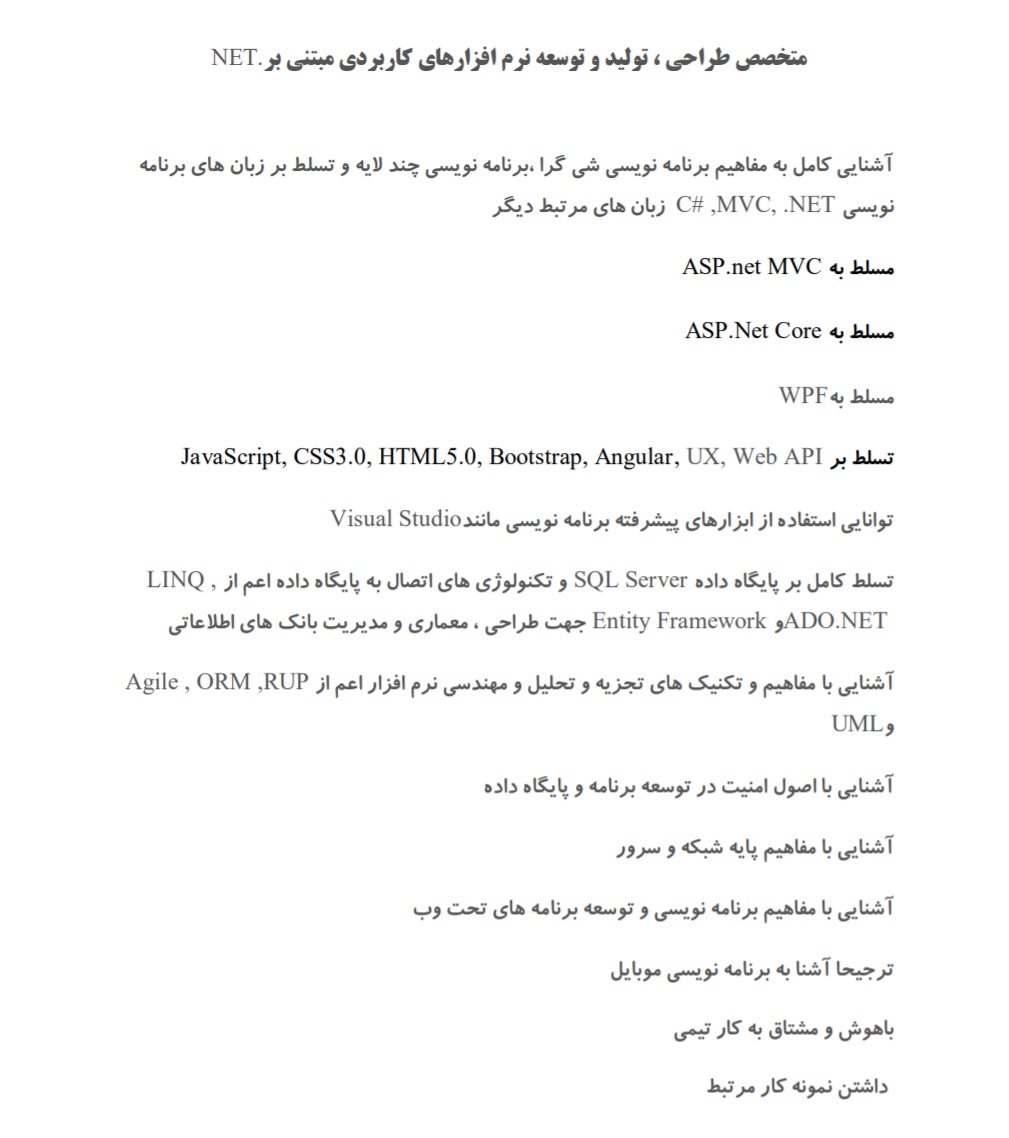 متخصص طراحی ، تولید و توسعه نرم افزارهای کاربردی مبتنی بر .NET
آشنایی کامل به مفاهیم برنامه نویسی شی گرا ،برنامه نویسی چند لایه و تسلط بر زبان های برنامه
نویسی C# ,MVC, .NET زبان های مرتبط دیگر
مسلط به ASP.net MVC
مسلط به ASP.Net Core
مسلط به WPF
تسلط بر JavaScript, CSS3.0, HTML5.0, Bootstrap, Angular, UX, Web API
توانایی استفاده از ابزارهای پیشرفته برنامه نویسی مانند Visual Studio
تسلط کامل بر پایگاه داده SQL Server و تکنولوژی های اتصال به پایگاه داده اعم از LINQ ,
ADO.NET و Entity Framework جهت طراحی ، معماری و مدیریت بانک های اطلاعاتی
آشنایی با مفاهیم و تکنیک های تجزیه و تحلیل و مهندسی نرم افزار اعم از Agile , ORM ,RUP
و UML
آشنایی با اصول امنیت در توسعه برنامه و پایگاه داده
آشنایی با مفاهیم پایه شبکه و سرور
آشنایی با مفاهیم برنامه نویسی و توسعه برنامه های تحت وب
ترجیحا آشنا به برنامه نویسی موبایل
باهوش و مشتاق به کار تیمی
داشتن نمونه کار مرتبط